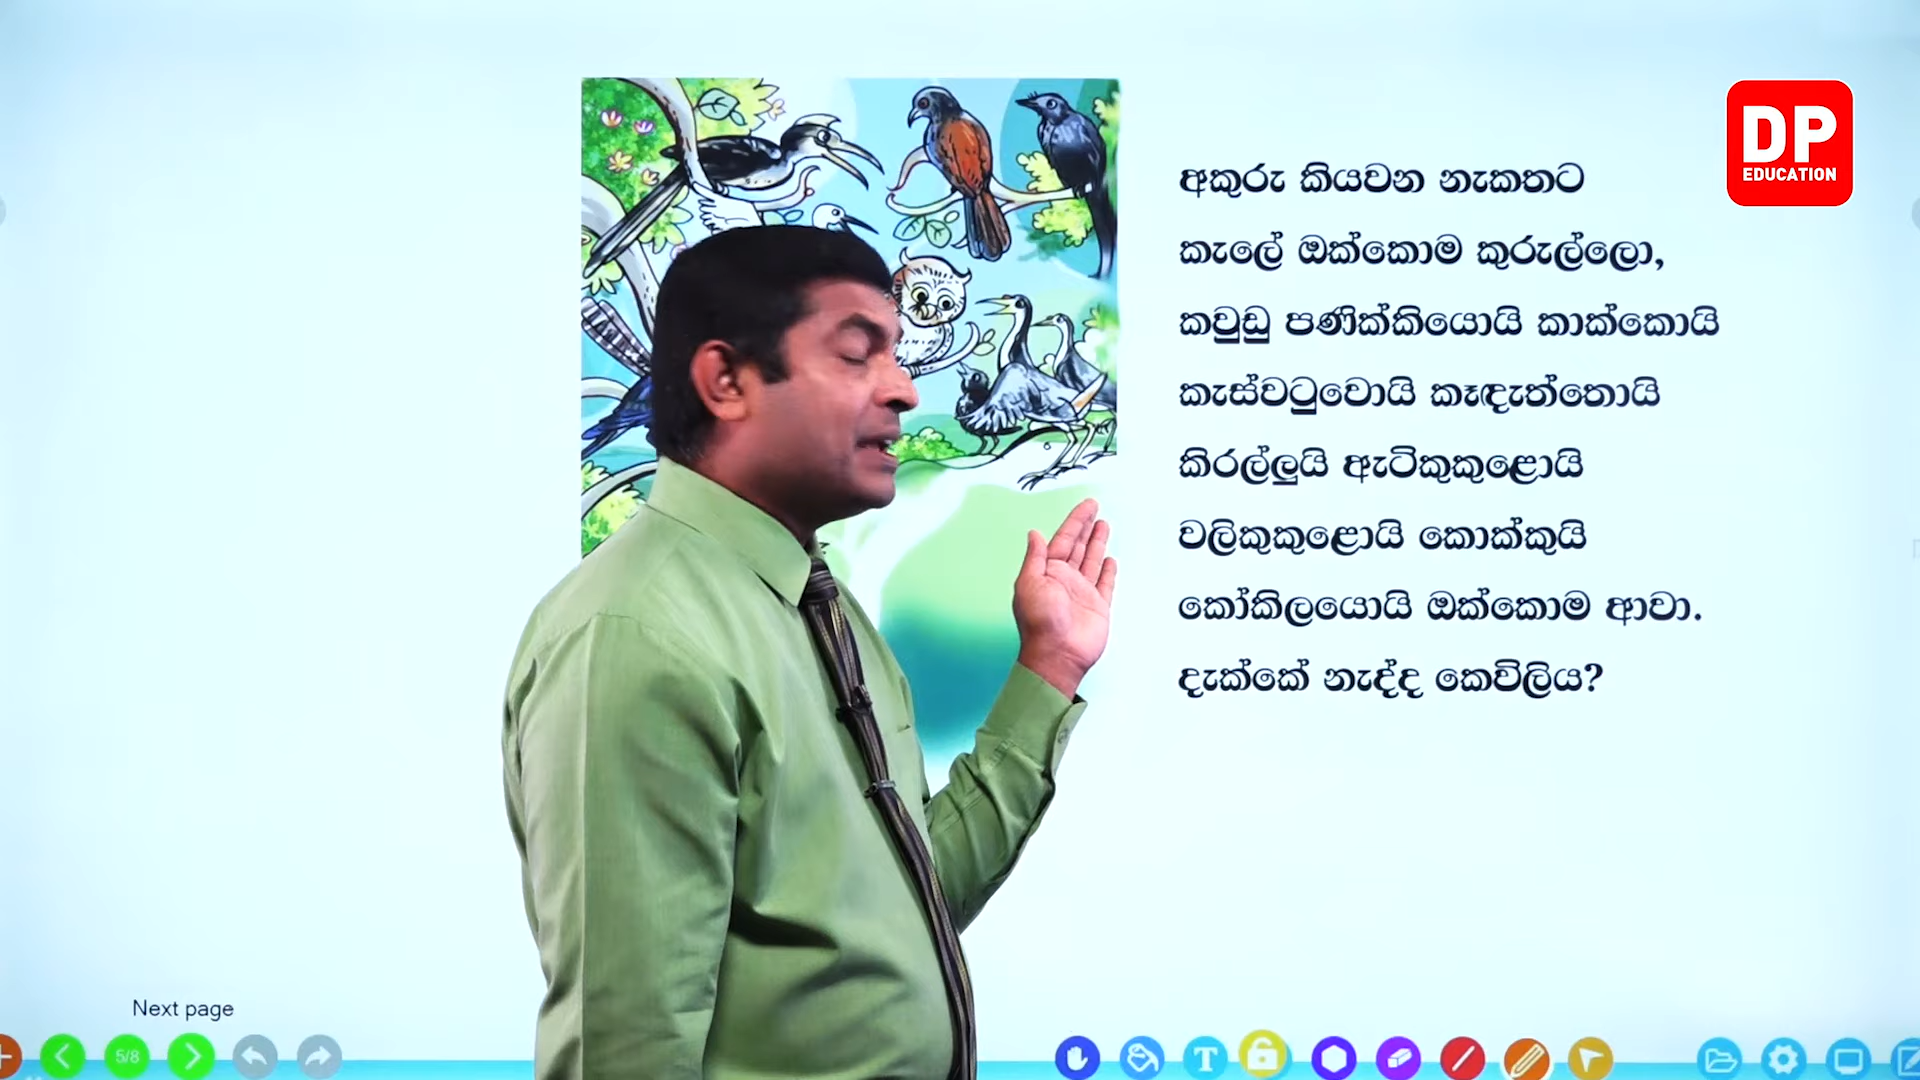 DP
EDUCATION
අකුරු කියවන නැකතට
කැලේ ඔක්කොම කුරුල්ලො,
කවුඩු පණික්කියොයි කාක්කොයි
කැස්වටුවොයි කෑඳැත්තොයි
කිරල්ලුයි ඇටිකුකුළොයි
වලිකුකුළොයි කොක්කුයි
කෝකිලයොයි ඔක්කොම ආවා.
දැක්කේ නැද්ද කෙවිලිය?
Next page
5/8
T